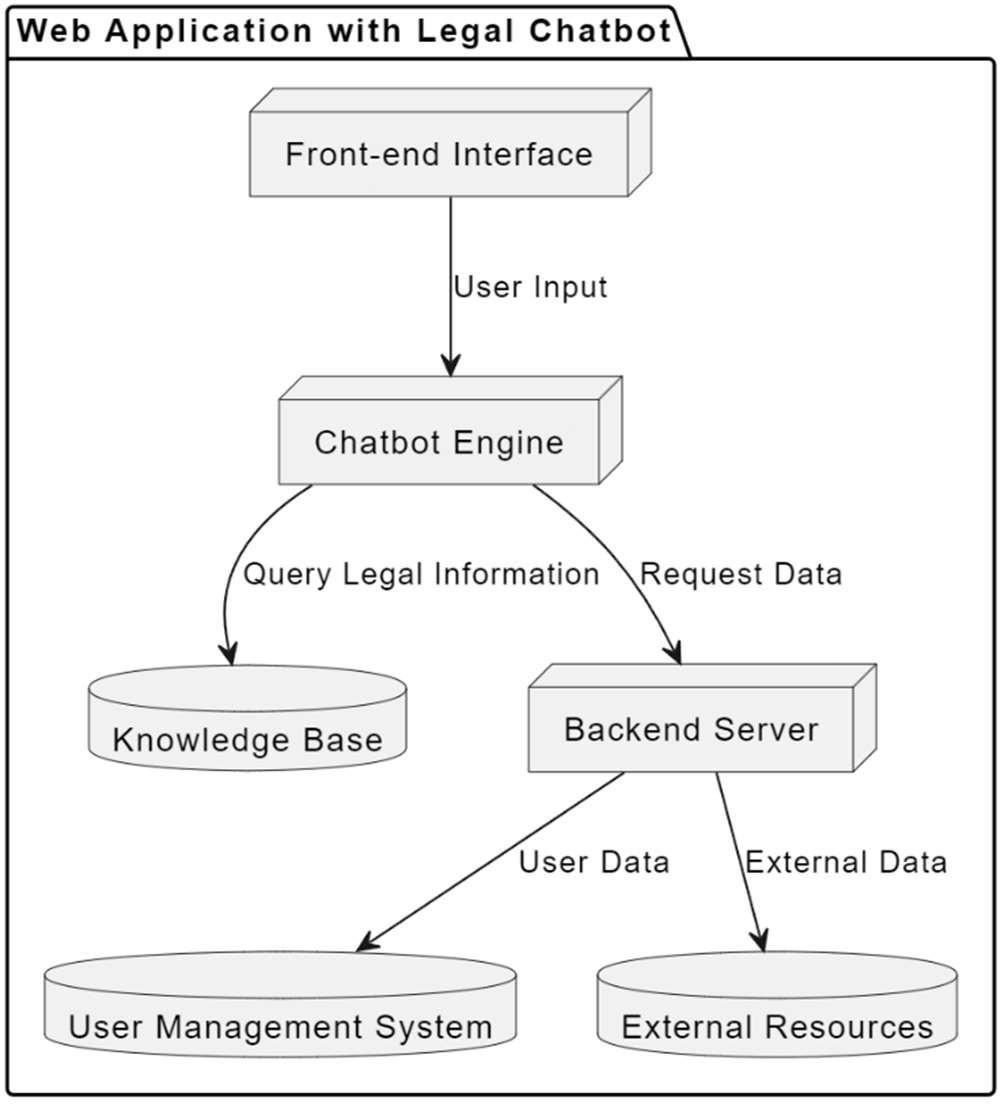 Web Application with Legal Chatbot
Front-end Interface
User Input
Chatbot Engine
Query Legal Information
Request Data
Knowledge Base
Backend Server
User Data
External Data
User Management System
External Resources